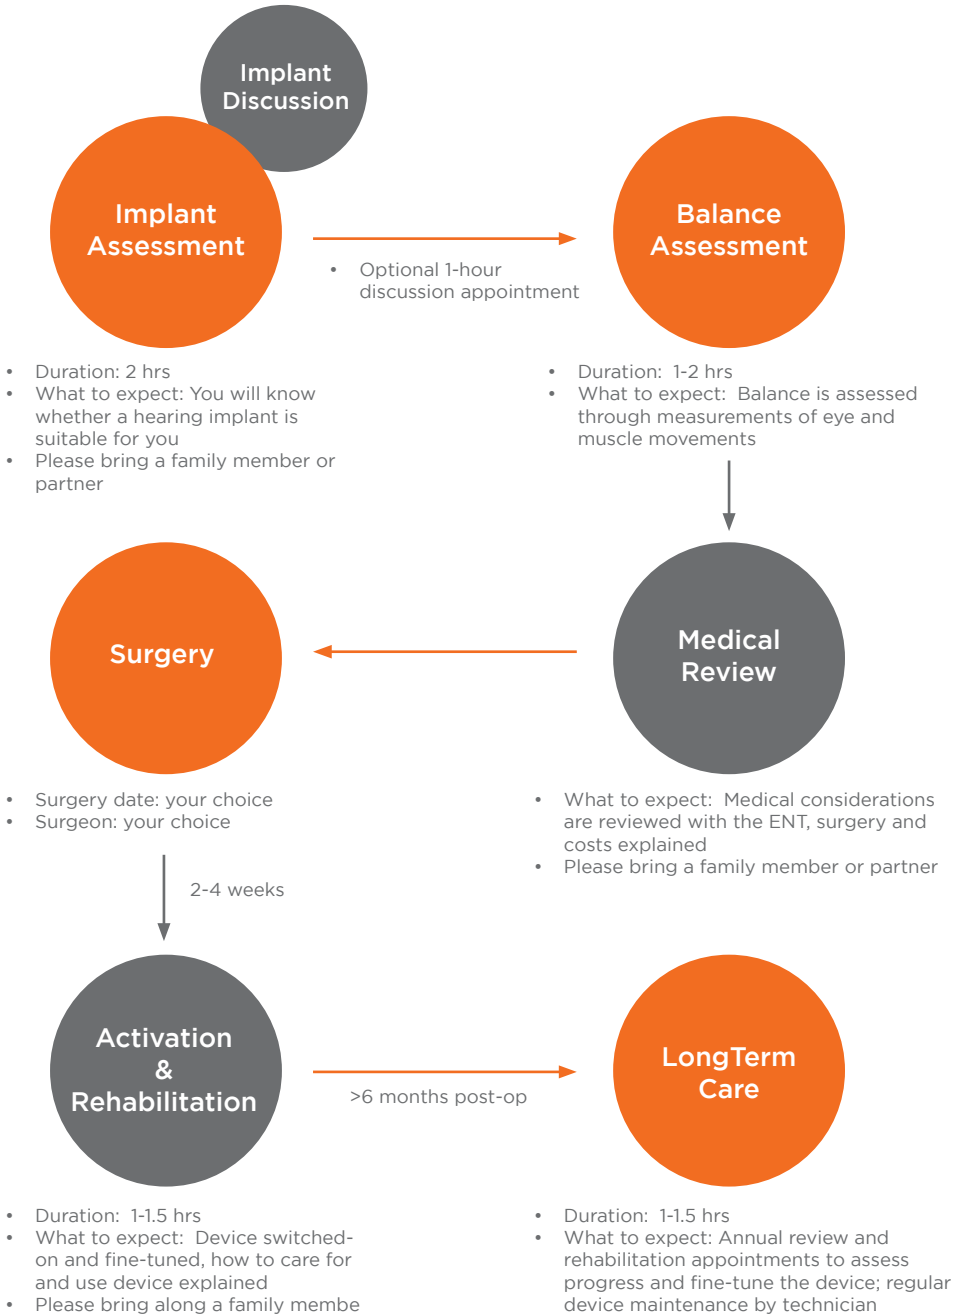 Implant
Discussion
Implant
Assessment
• Optional 1-hour
discussion appointment
Balance
Assessment
• Duration: 2 hrs
• What to expect: You will know
whether a hearing implant is
suitable for you
• Please bring a family member or
partner
• Duration: 1-2 hrs
• What to expect: Balance is assessed
through measurements of eye and
muscle movements
Medical
Review
• What to expect: Medical considerations
are reviewed with the ENT, surgery and
costs explained
• Please bring a family member or partner
Surgery
• Surgery date: your choice
• Surgeon: your choice
2-4 weeks
Activation
&
Rehabilitation
• Duration: 1-1.5 hrs
• What to expect: Device switched-
on and fine-tuned, how to care for
and use device explained
• Please bring along a family membe
>6 months post-op
LongTerm
Care
• Duration: 1-1.5 hrs
• What to expect: Annual review and
rehabilitation appointments to assess
progress and fine-tune the device; regular
device maintenance by technician